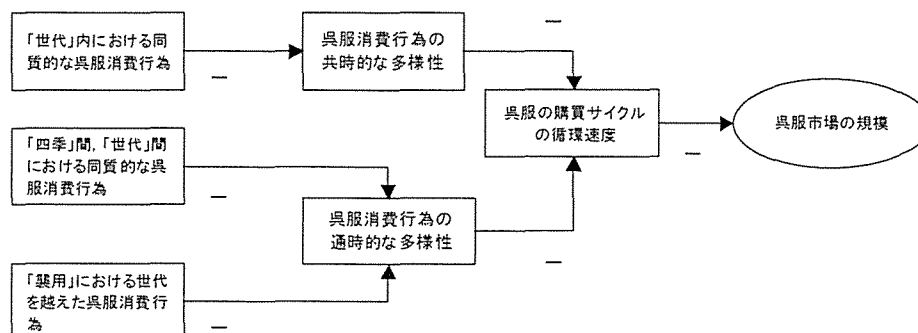 「世代」内における同
質的な呉服消費行為
呉服消費行為の
共時的な多様性
「四季」間,「世代」間
における同質的な呉
服消費行為
呉服消費行為の
通時的な多様性
「襲用」における世代
を越えた呉服消費行
為
呉服の購買サイクル
の循環速度
呉服市場の規模